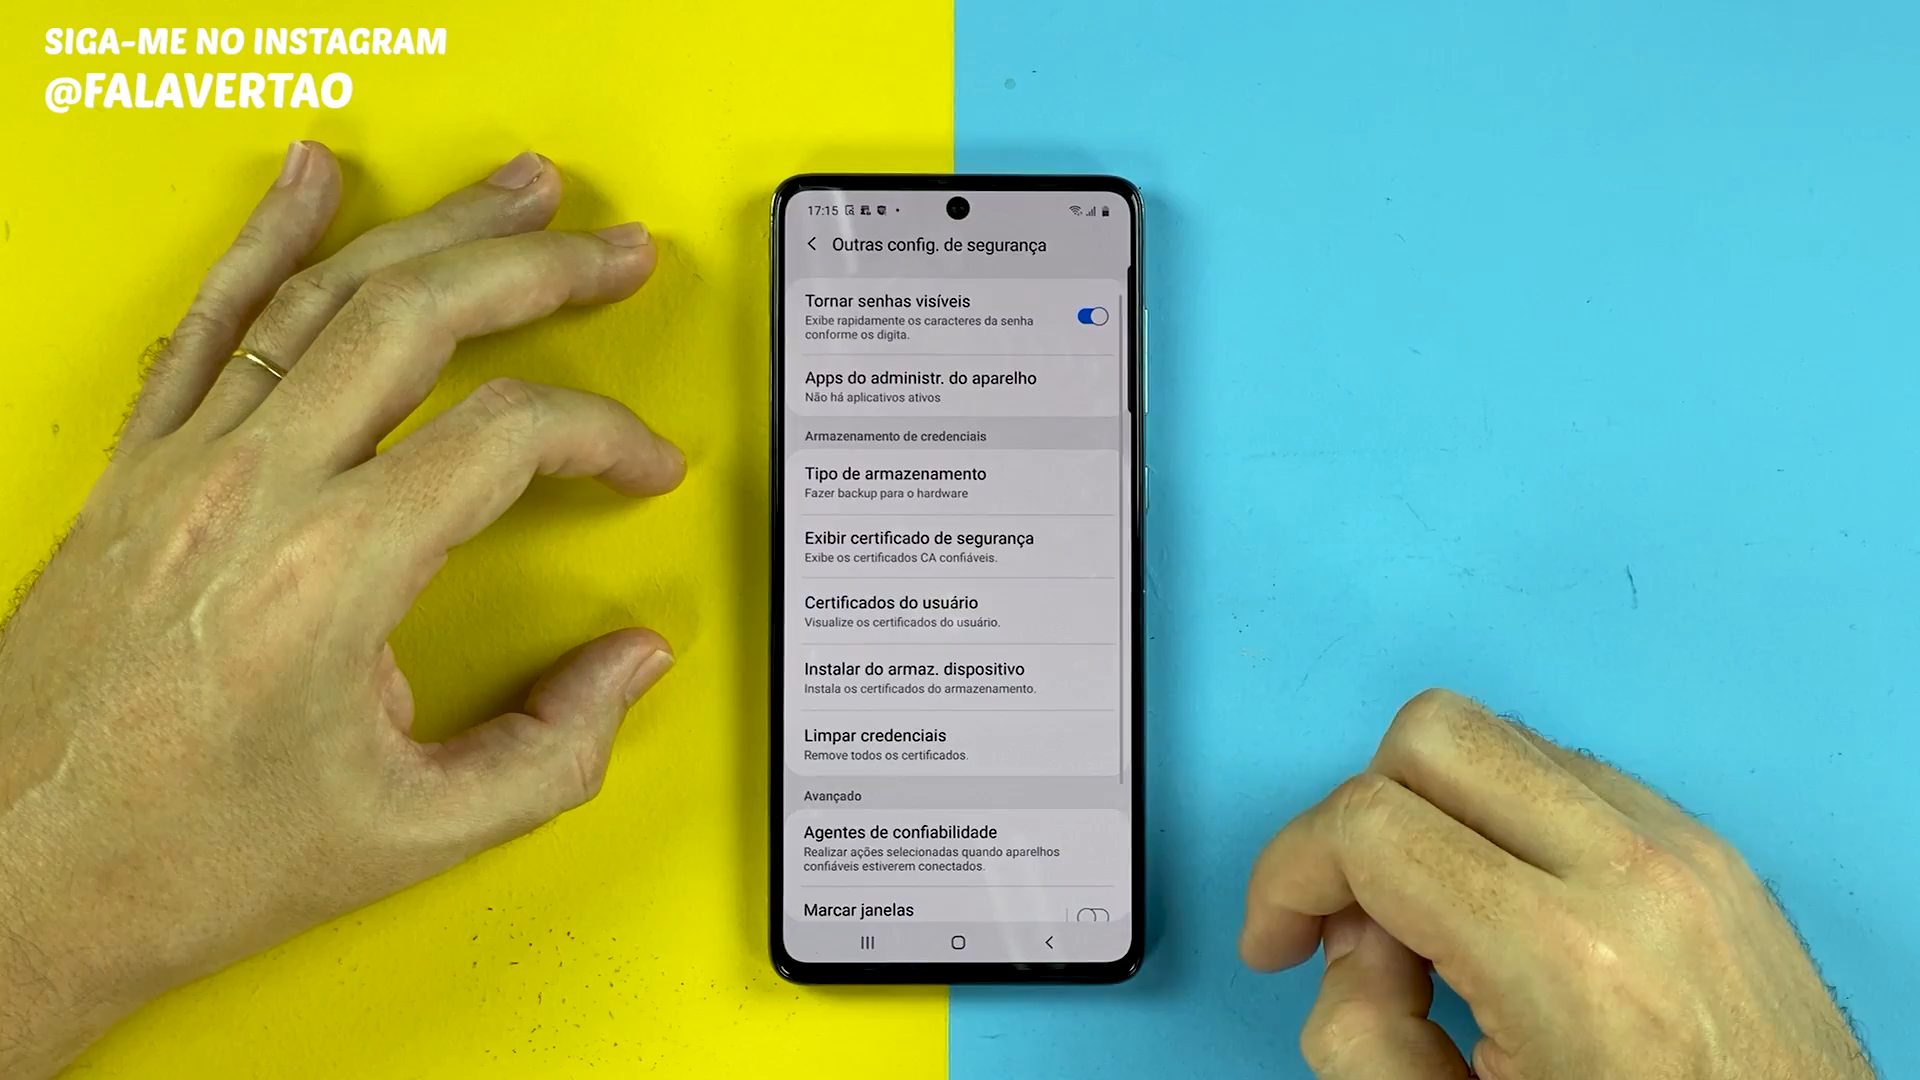 SIGA-ME NO INSTAGRAM
@FALAVERTAO
17:15
Outras config. de segurança
Tornar senhas visíveis
Exibe rapidamente os caracteres da senha
conforme os digita.
Apps do administr. do aparelho
Não há aplicativos ativos
Armazenamento de credenciais
Tipo de armazenamento
Fazer backup para o hardware
Exibir certificado de segurança
Exibe os certificados CA confiáveis.
Certificados do usuário
Visualize os certificados do usuário.
Instalar do armaz. dispositivo
Instala os certificados do armazenamento.
Limpar credenciais
Remove todos os certificados.
Avançado
Agentes de confiabilidade
Realizar ações selecionadas quando aparelhos
confiáveis estiverem conectados.
Marcar janelas